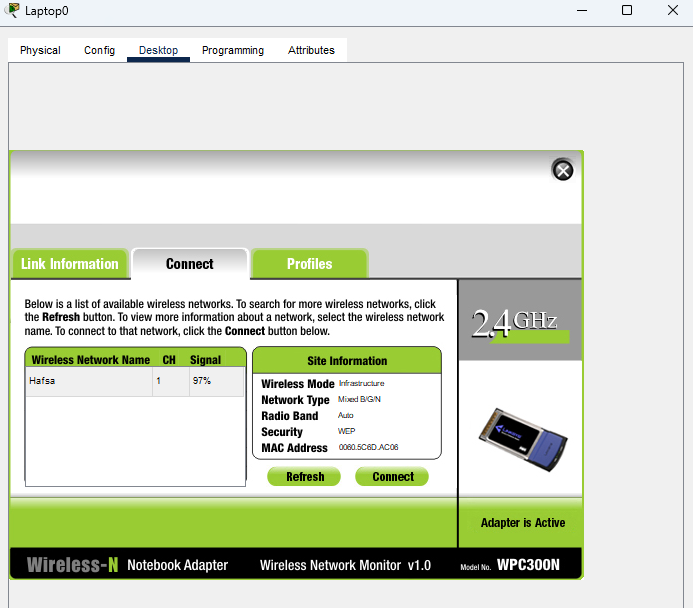 Laptop0
Physical Config Desktop Programming Attributes
Link Information Connect Profiles
Below is a list of available wireless networks. To search for more wireless networks, click
the Refresh button. To view more information about a network, select the wireless network
name. To connect to that network, click the Connect button below.
2.4GHz
Wireless Network Name CH Signal
Hafsa 1 97%
Site Information
Wireless Mode Infrastructure
Network Type Mixed B/G/N
Radio Band Auto
Security WEP
MAC Address 0060.5C6D.AC06
Refresh Connect
Adapter is Active
Wireless-N Notebook Adapter Wireless Network Monitor v1.0 Model No. WPC300N